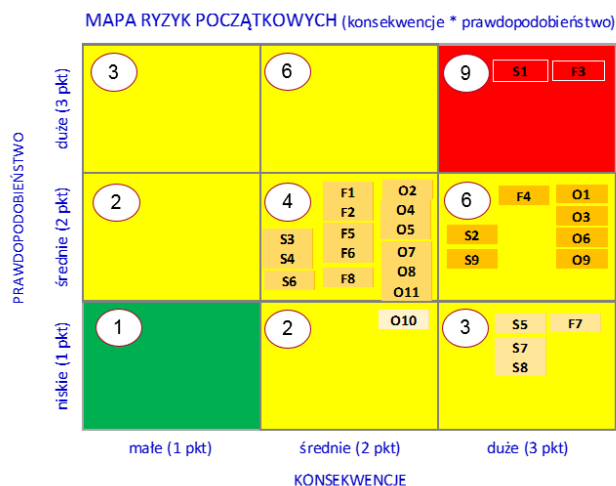 MAPA RYZYK POCZĄTKOWYCH (konsekwencje * prawdopodobieństwo)
PRAWDOPODOBIEŃSTWO
duże (3 pkt)
3
6
9
S1 F3
średnie (2 pkt)
2
4
F1
F2
F5
F6
F8
O2
O4
O5
O7
O8
O11
S3
S4
S6
6
F4
O1
O3
O6
O9
S2
S9
niskie (1 pkt)
1
2
O10
3
S5 F7
S7
S8
małe (1 pkt) średnie (2 pkt) duże (3 pkt)
KONSEKWENCJE